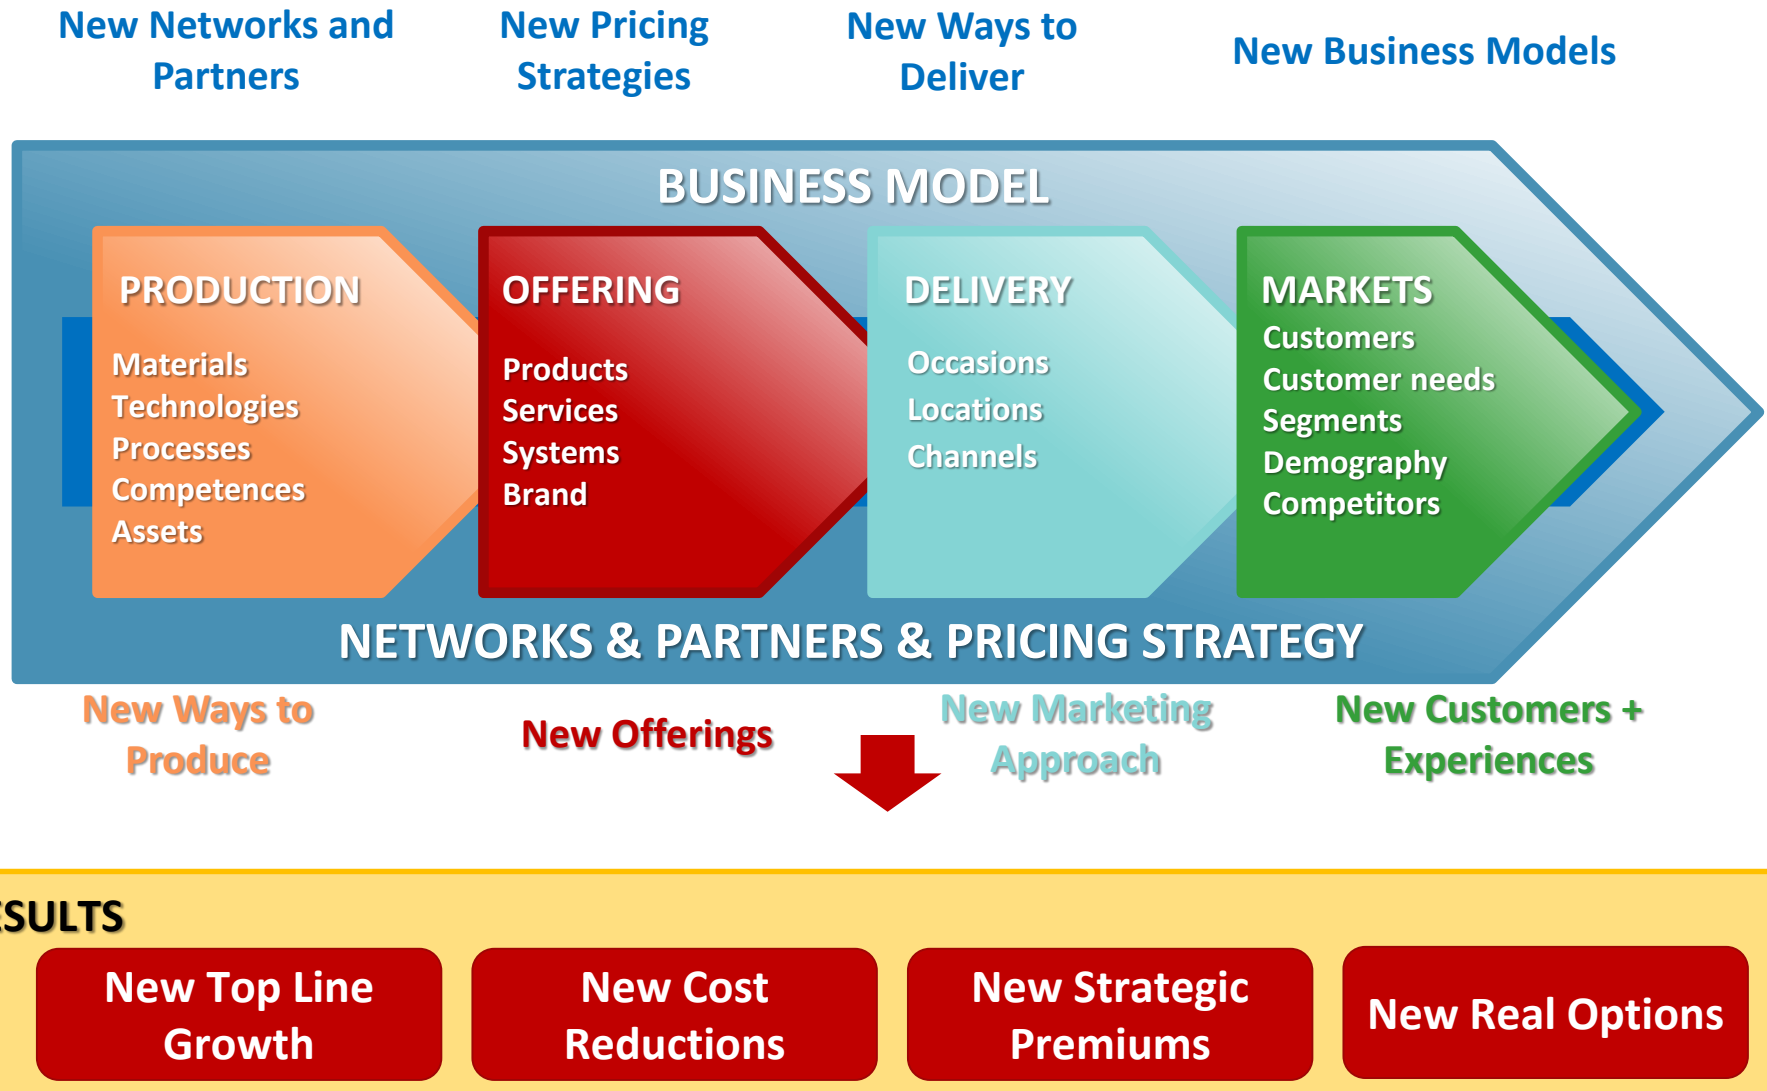 New Networks and
Partners
New Pricing
Strategies
New Ways to
Deliver
New Business Models
BUSINESS MODEL
PRODUCTION
Materials
Technologies
Processes
Competences
Assets
OFFERING
Products
Services
Systems
Brand
DELIVERY
Occasions
Locations
Channels
MARKETS
Customers
Customer needs
Segments
Demography
Competitors
NETWORKS & PARTNERS & PRICING STRATEGY
New Ways to
Produce
New Offerings
New Marketing
Approach
New Customers +
Experiences
ESULTS
New Top Line
Growth
New Cost
Reductions
New Strategic
Premiums
New Real Options